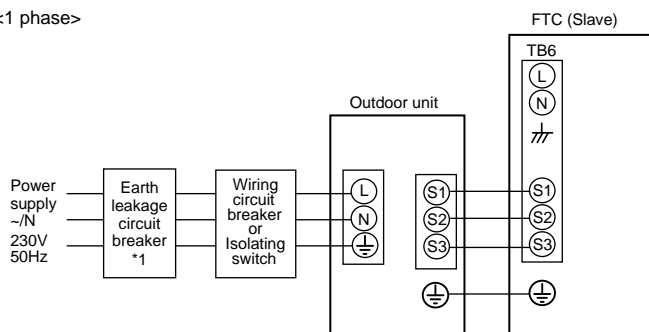 <1 phase>
FTC (Slave)
TB6
L
N
Outdoor unit
Power
supply
~/N
230V
50Hz
Earth
leakage
circuit
breaker
*1
Wiring
circuit
breaker
or
Isolating
switch
L
N
S1
S2
S3
S1
S2
S3